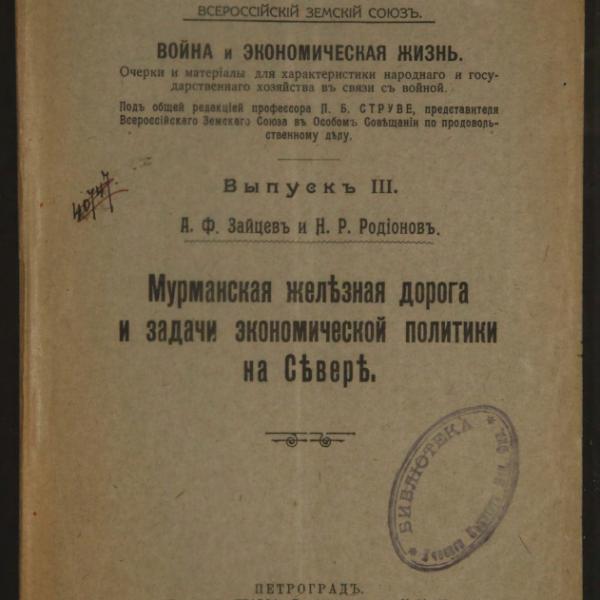 ВСЕРОССІЙСКІЙ ЗЕМСКІЙ СОЮЗЪ.
ВОЙНА и ЭКОНОМИЧЕСКАЯ ЖИЗНЬ.
Очерки и матеріалы для характеристики народнаго и госу-
дарственнаго хозяйства въ связи съ войной.
Подъ общей редакціей профессора П. Б. СТРУВЕ, представителя
Всероссійскаго Земскаго Союза въ Особомъ Совѣщаніи по продоволь-
ственному дѣлу.
Выпускъ III.
40747.
А. Ф. Зайцевъ и Н. Р. Родіоновъ.
Мурманская желѣзная дорога
и задачи экономической политики
на Сѣверѣ.
БИБЛІОТЕКА
ПЕТРОГРАДЪ.